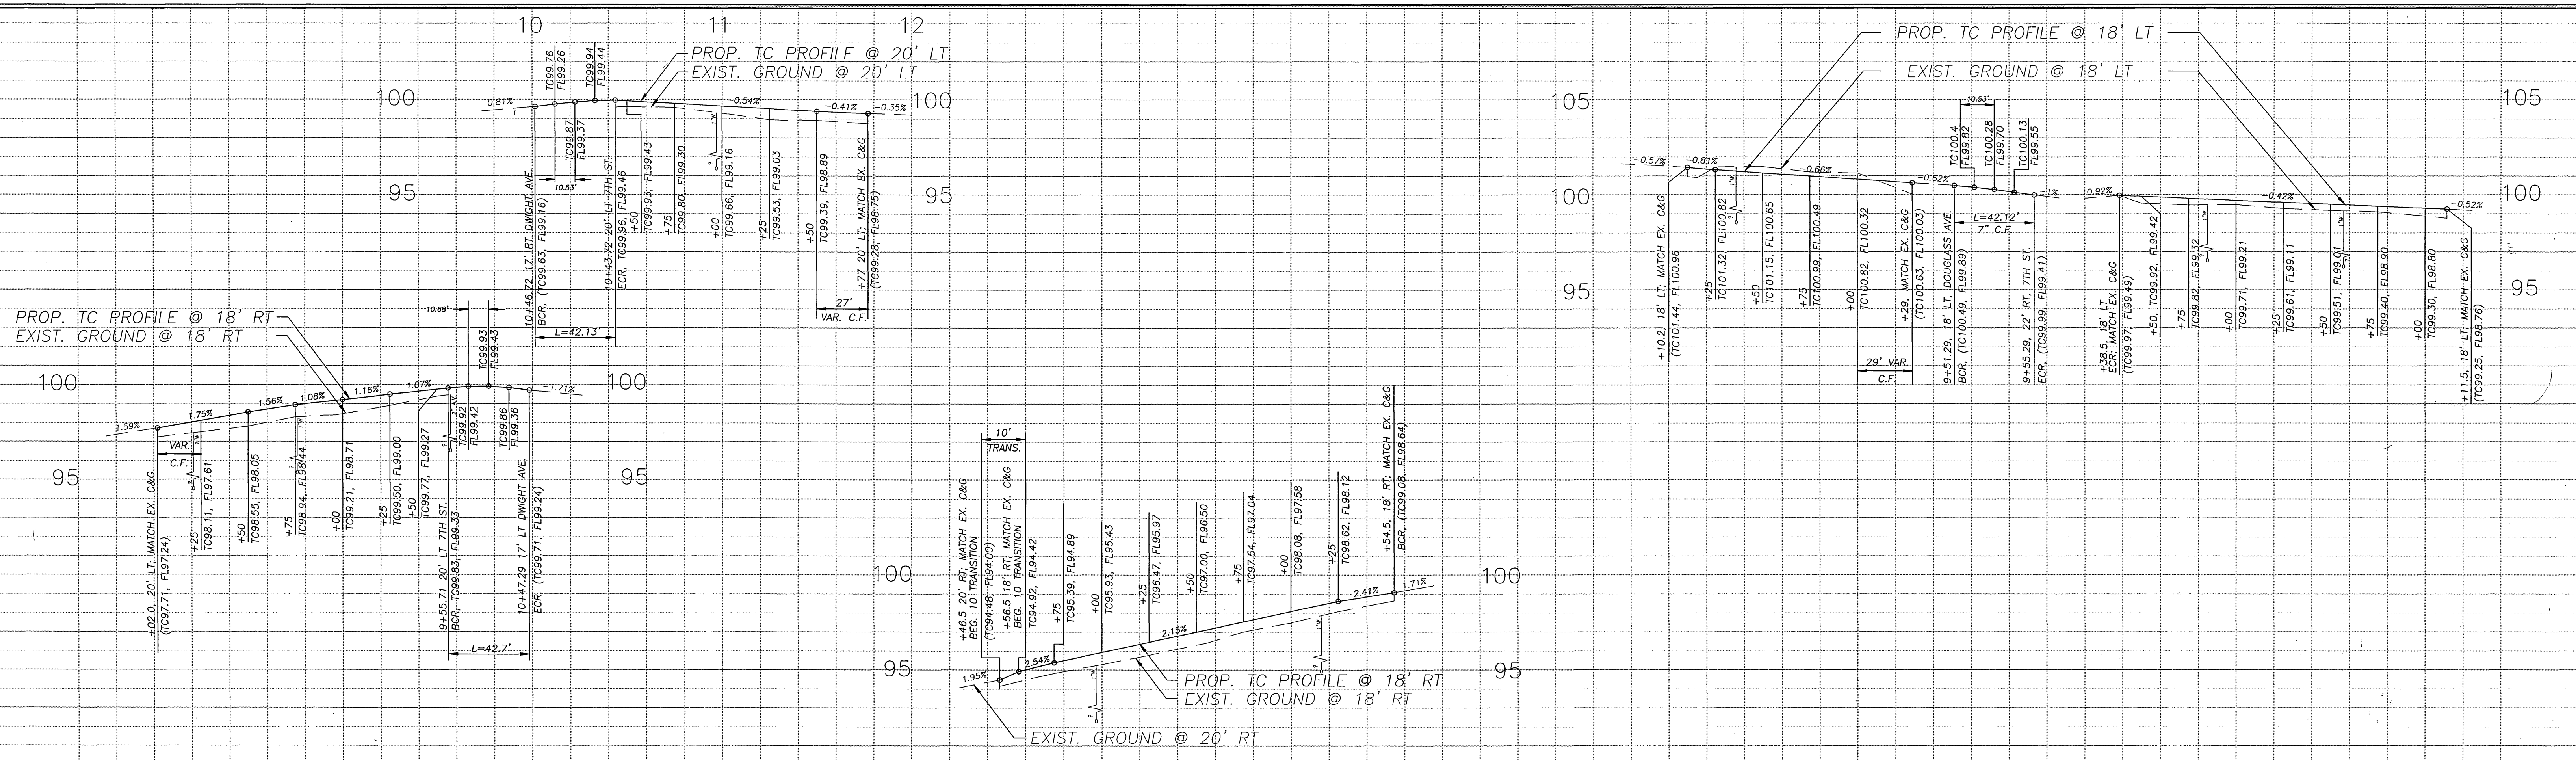 10
11
12
TC99.76
FL99.26
TC99.94
FL99.44
PROP. TC PROFILE @ 20' LT
EXIST. GROUND @ 20' LT
100
0.81%
-0.54%
-0.41%
-0.35%
100
TC99.87
FL99.37
10.53'
95
95
10+46.72 17' RT DWIGHT AVE.
BCR, (TC99.63, FL99.16)
10+43.72 20' LT 7TH ST.
ECR, TC99.96, FL99.46
+50
TC99.93, FL99.43
+75
TC99.80, FL99.30
+00
TC99.66, FL99.16
+25
TC99.53, FL99.03
+50
TC99.39, FL98.89
+77 20' LT; MATCH EX. C&G
(TC99.28, FL98.75)
27'
VAR. C.F.
L=42.13'
PROP. TC PROFILE @ 18' RT
EXIST. GROUND @ 18' RT
10.68'
TC99.93
FL99.43
100
1.59%
1.75%
1.56%
1.08%
1.16%
1.07%
-1.71%
100
VAR.
C.F.
95
95
+02.0, 20' LT; MATCH EX. C&G
(TC97.71, FL97.24)
+25
TC98.11, FL97.61
+50
TC98.55, FL98.05
+75
TC98.94, FL98.44
+00
TC99.21, FL98.71
+25
TC99.50, FL99.00
+50
TC99.77, FL99.27
9+55.71 20' LT 7TH ST.
BCR, TC99.83, FL99.33
TC99.92
FL99.42
TC99.86
FL99.36
10+47.29 17' LT DWIGHT AVE.
ECR, (TC99.71, FL99.24)
L=42.7'
10'
TRANS.
100
100
+46.5 20' RT; MATCH EX. C&G
BEG. 10 TRANSITION
(TC94.48, FL94.00)
+56.5 18' RT; MATCH EX. C&G
BEG. 10 TRANSITION
TC94.92, FL94.42
+75
TC95.39, FL94.89
+00
TC95.93, FL95.43
+25
TC96.47, FL95.97
+50
TC97.00, FL96.50
+75
TC97.54, FL97.04
+00
TC98.08, FL97.58
+25
TC98.62, FL98.12
+54.5, 18' RT; MATCH EX. C&G
BCR, (TC99.08, FL98.64)
95
95
1.95%
2.54%
2.15%
2.41%
1.71%
PROP. TC PROFILE @ 18' RT
EXIST. GROUND @ 18' RT
EXIST. GROUND @ 20' RT
PROP. TC PROFILE @ 18' LT
EXIST. GROUND @ 18' LT
105
105
100
100
95
95
-0.57%
-0.81%
-0.66%
-0.62%
-1%
0.92%
-0.42%
-0.52%
10.53'
TC100.4
FL99.82
TC100.28
FL99.70
TC100.13
FL99.55
L=42.12'
7" C.F.
+10.2, 18' LT; MATCH EX. C&G
(TC101.44, FL100.96
+25
TC101.32, FL100.82
+50
TC101.15, FL100.65
+75
TC100.99, FL100.49
+00
TC100.82, FL100.32
+29, MATCH EX. C&G
(TC100.63, FL100.03)
29' VAR.
C.F.
9+51.29, 18' LT, DOUGLASS AVE.
BCR, (TC100.49, FL99.89)
9+55.29, 22' RT, 7TH ST.
ECR, (TC99.99, FL99.41)
+38.5, 18' LT
ECR; MATCH EX. C&G
(TC99.97, FL99.49)
+50, TC99.92, FL99.42
+75
TC99.82, FL99.32
+00
TC99.71, FL99.21
+25
TC99.61, FL99.11
+50
TC99.51, FL99.01
+75
TC99.40, FL98.90
+00
TC99.30, FL98.80
+11.5, 18' LT; MATCH EX. C&G
(TC99.25, FL98.76)